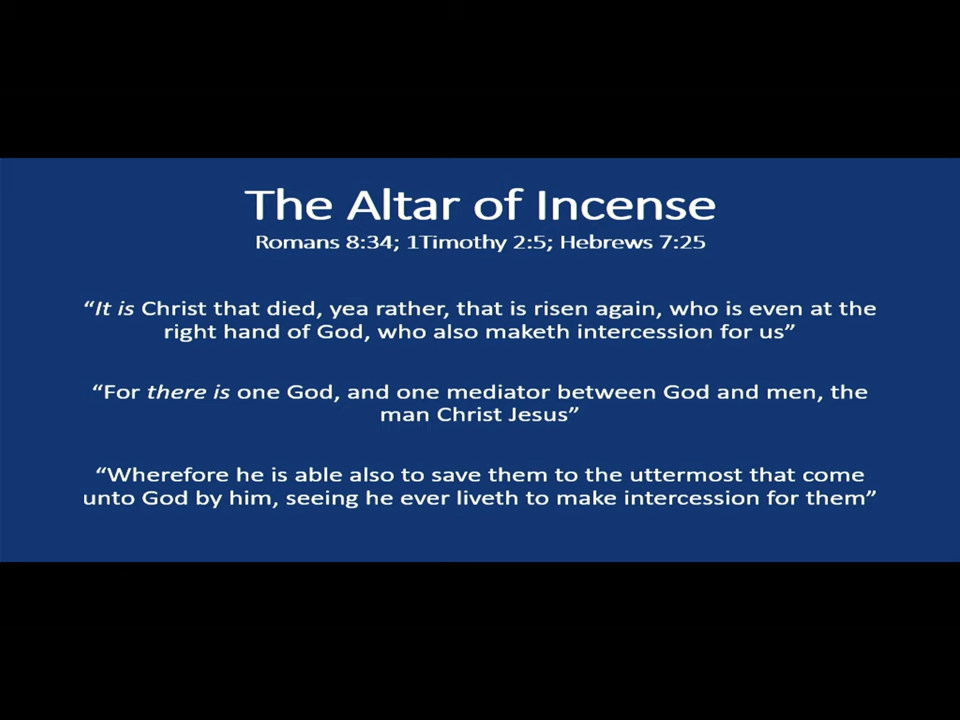 The Altar of Incense
Romans 8:34; 1Timothy 2:5; Hebrews 7:25
“It is Christ that died, yea rather, that is risen again, who is even at the
right hand of God, who also maketh intercession for us”
“For there is one God, and one mediator between God and men, the
man Christ Jesus”
“Wherefore he is able also to save them to the uttermost that come
unto God by him, seeing he ever liveth to make intercession for them”